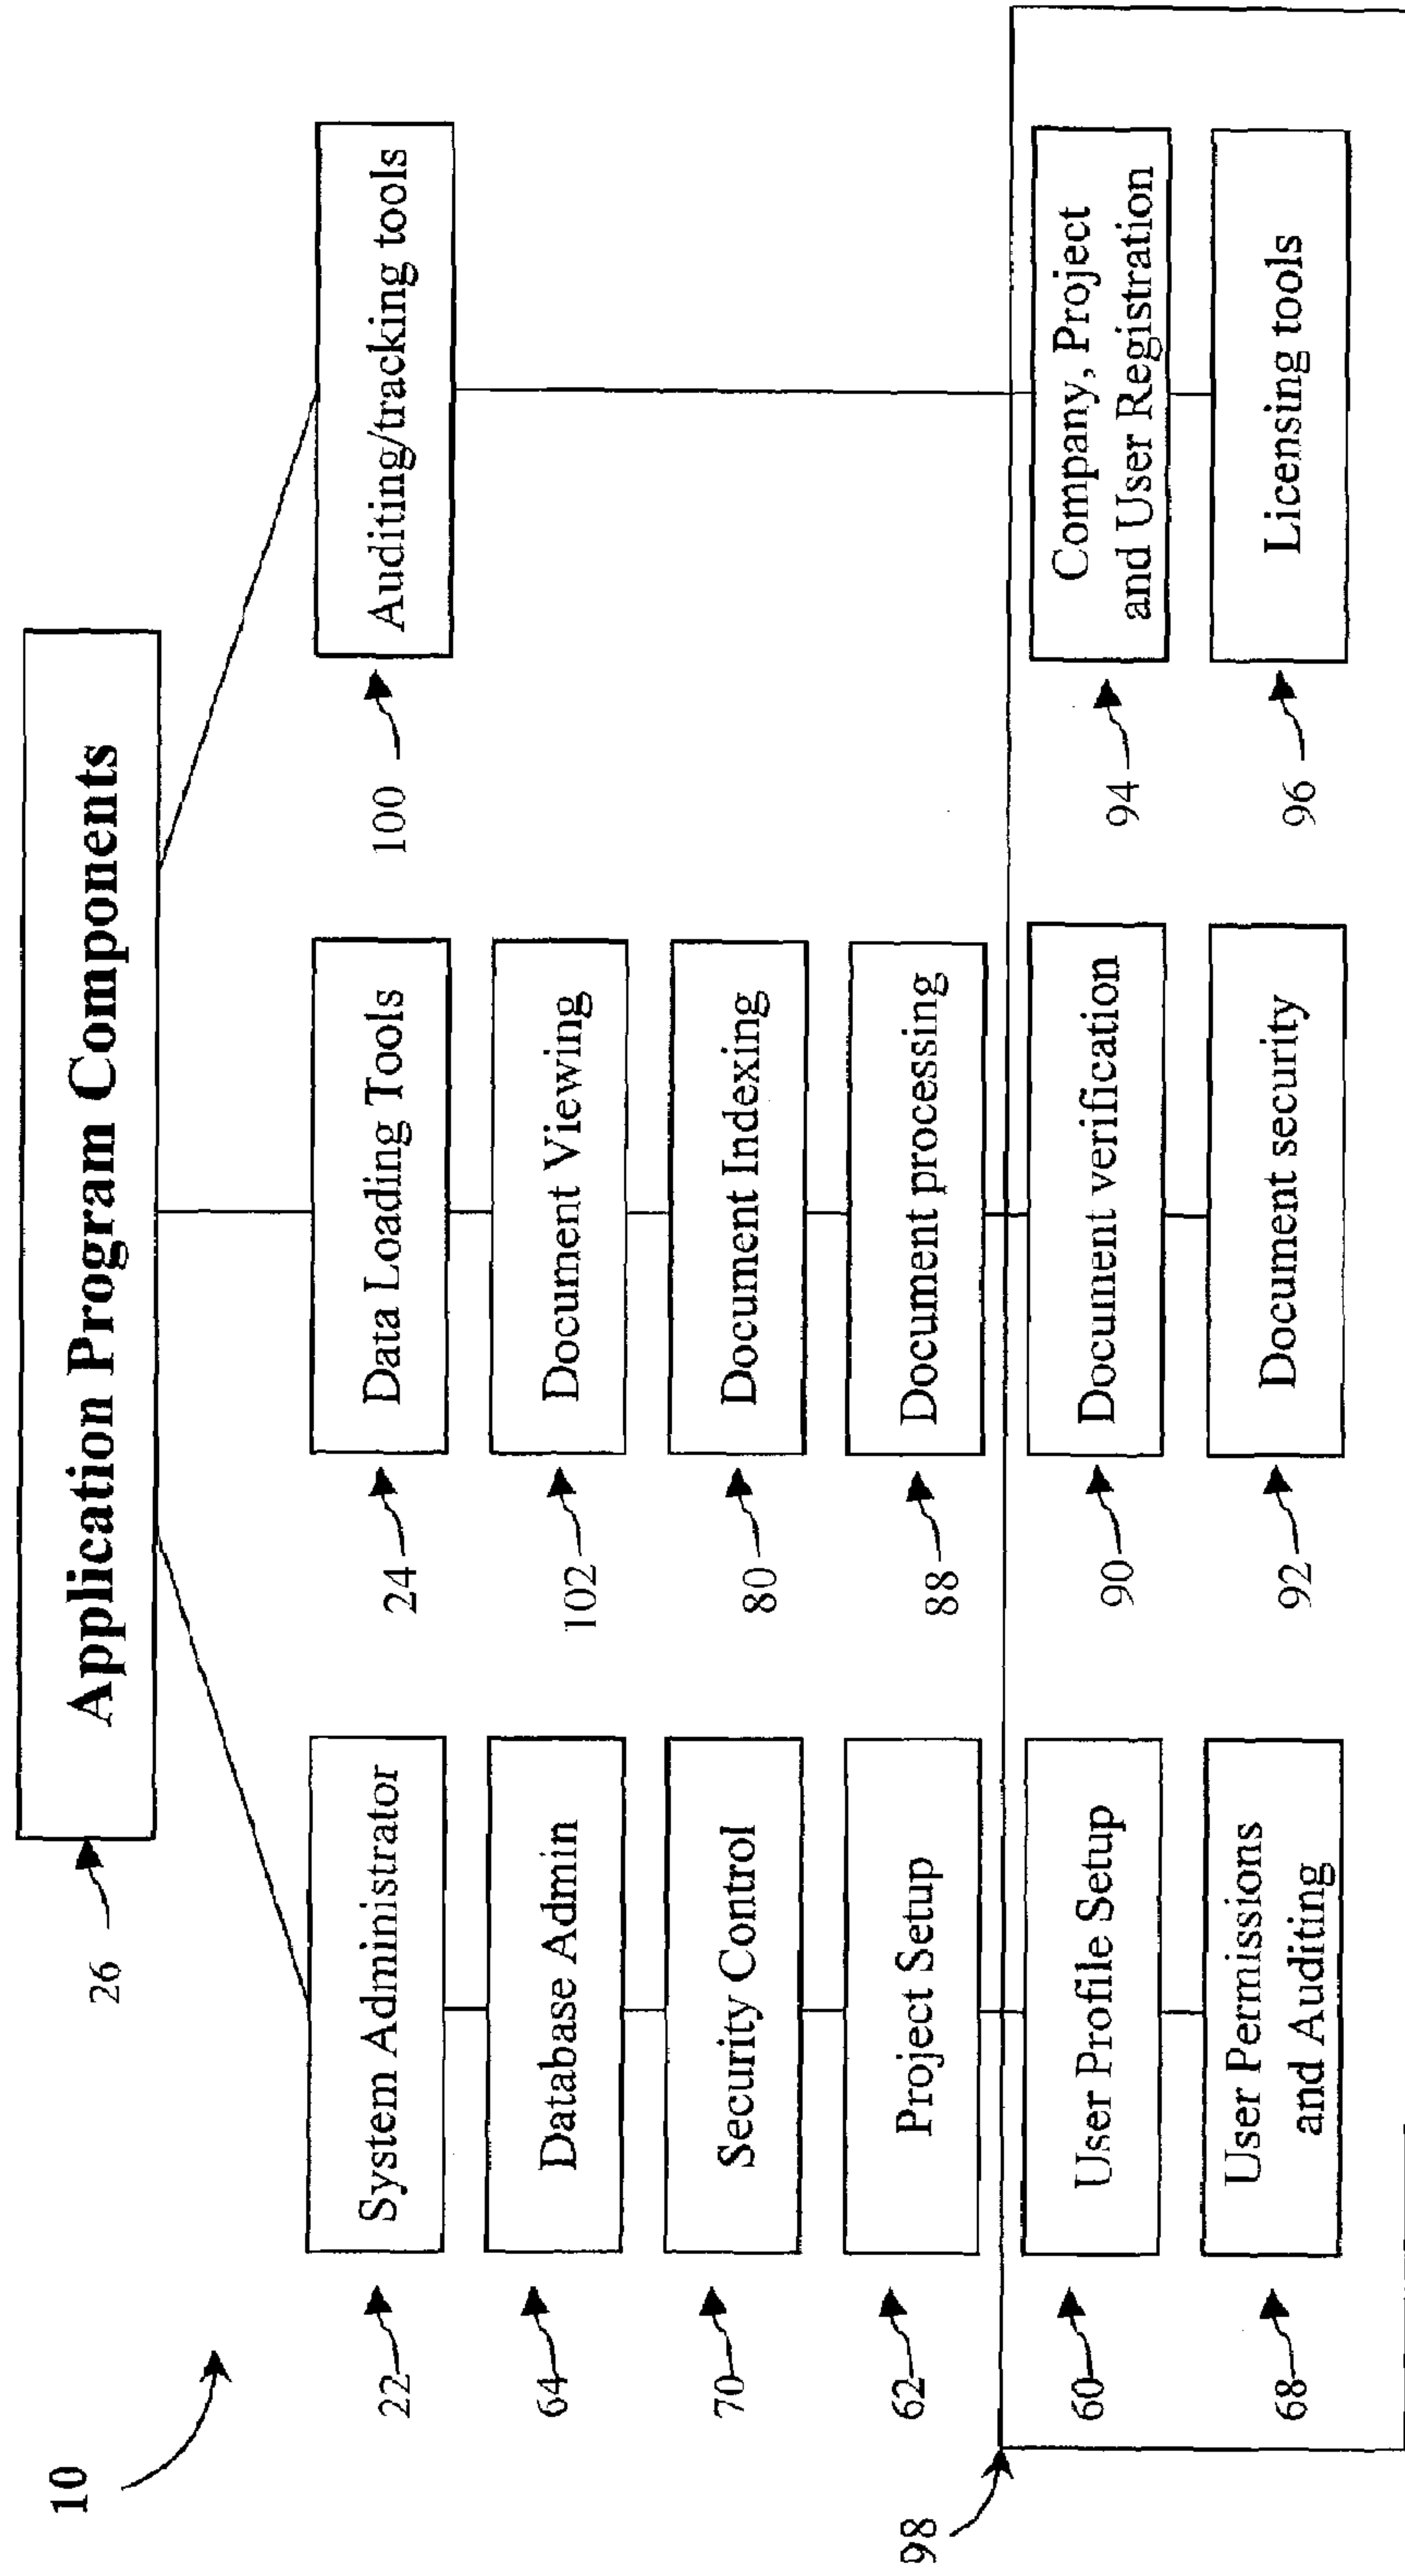 10
26
Application Program Components
22
System Administrator
24
Data Loading Tools
100
Auditing/tracking tools
64
Database Admin
102
Document Viewing
70
Security Control
80
Document Indexing
62
Project Setup
88
Document processing
98
60
User Profile Setup
90
Document verification
94
Company, Project
and User Registration
68
User Permissions
and Auditing
92
Document security
96
Licensing tools